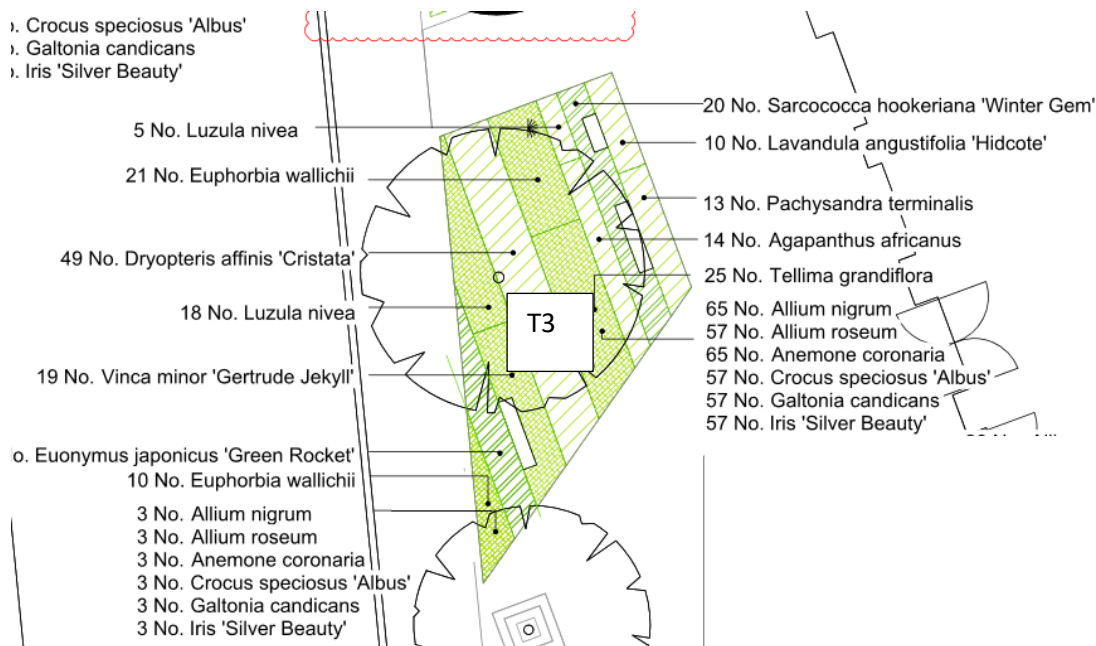 o. Crocus speciosus 'Albus'
o. Galtonia candicans
o. Iris 'Silver Beauty'
5 No. Luzula nivea
21 No. Euphorbia wallichii
49 No. Dryopteris affinis 'Cristata'
18 No. Luzula nivea
19 No. Vinca minor 'Gertrude Jekyll'
lo. Euonymus japonicus 'Green Rocket'
10 No. Euphorbia wallichii
3 No. Allium nigrum
3 No. Allium roseum
3 No. Anemone coronaria
3 No. Crocus speciosus 'Albus'
3 No. Galtonia candicans
3 No. Iris 'Silver Beauty'
T3
20 No. Sarcococca hookeriana 'Winter Gem'
10 No. Lavandula angustifolia 'Hidcote'
13 No. Pachysandra terminalis
14 No. Agapanthus africanus
25 No. Tellima grandiflora
65 No. Allium nigrum
57 No. Allium roseum
65 No. Anemone coronaria
57 No. Crocus speciosus 'Albus'
57 No. Galtonia candicans
57 No. Iris 'Silver Beauty'